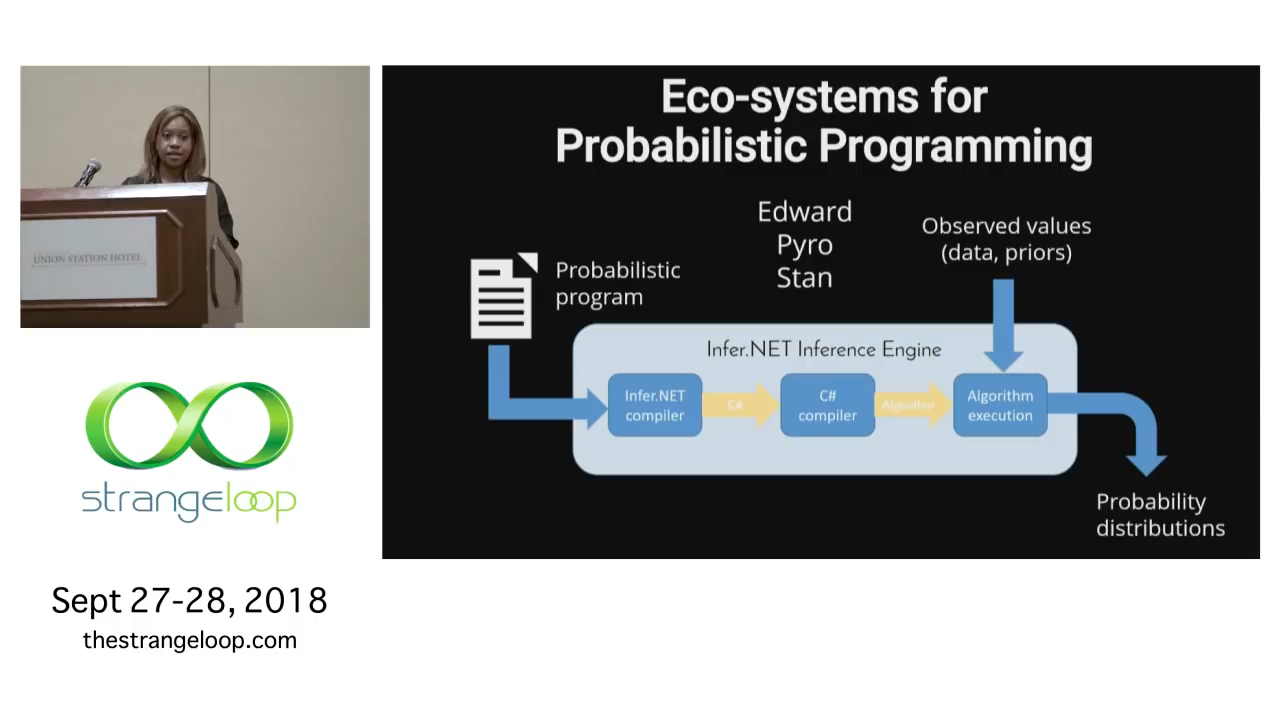 Eco-systems for
Probabilistic Programming
Edward
Pyro
Stan
Observed values
(data, priors)
Probabilistic
program
Infer.NET Inference Engine
Infer.NET
compiler
C#
C#
compiler
Algorithm
Algorithm
execution
Probability
distributions
UNION STATION HOTEL
strangeloop
Sept 27-28, 2018
thestrangeloop.com